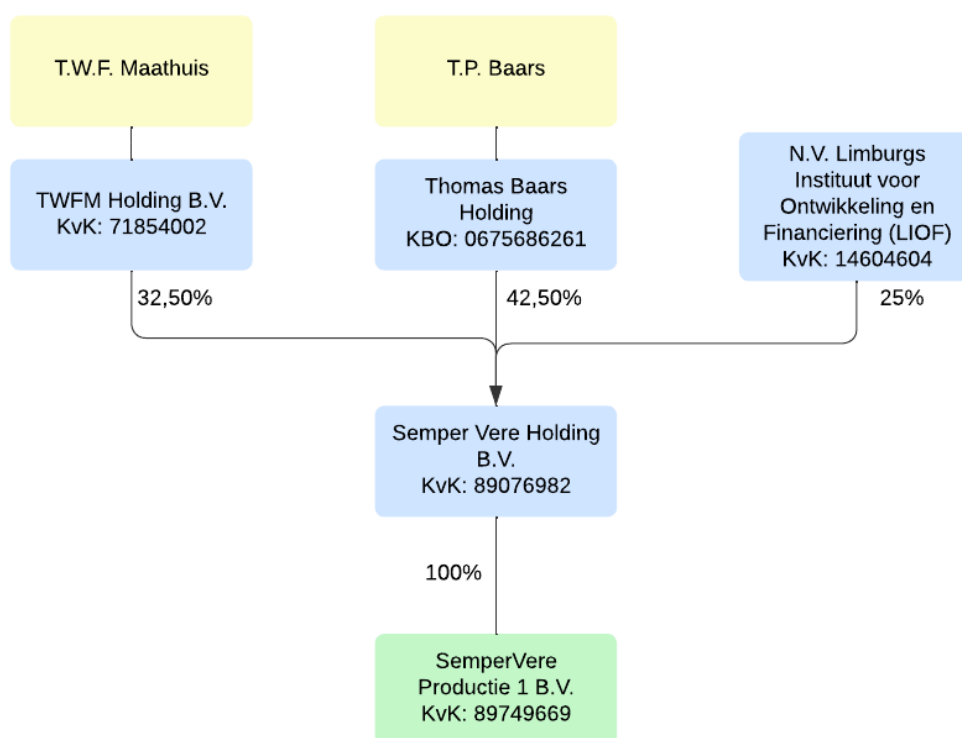 T.W.F. Maathuis
T.P. Baars
TWFM Holding B.V.
KvK: 71854002
Thomas Baars
Holding
KBO: 0675686261
N.V. Limburgs
Instituut voor
Ontwikkeling en
Financiering (LIOF)
KvK: 14604604
32,50%
42,50%
25%
Semper Vere Holding
B.V.
KvK: 89076982
100%
SemperVere
Productie 1 B.V.
KvK: 89749669